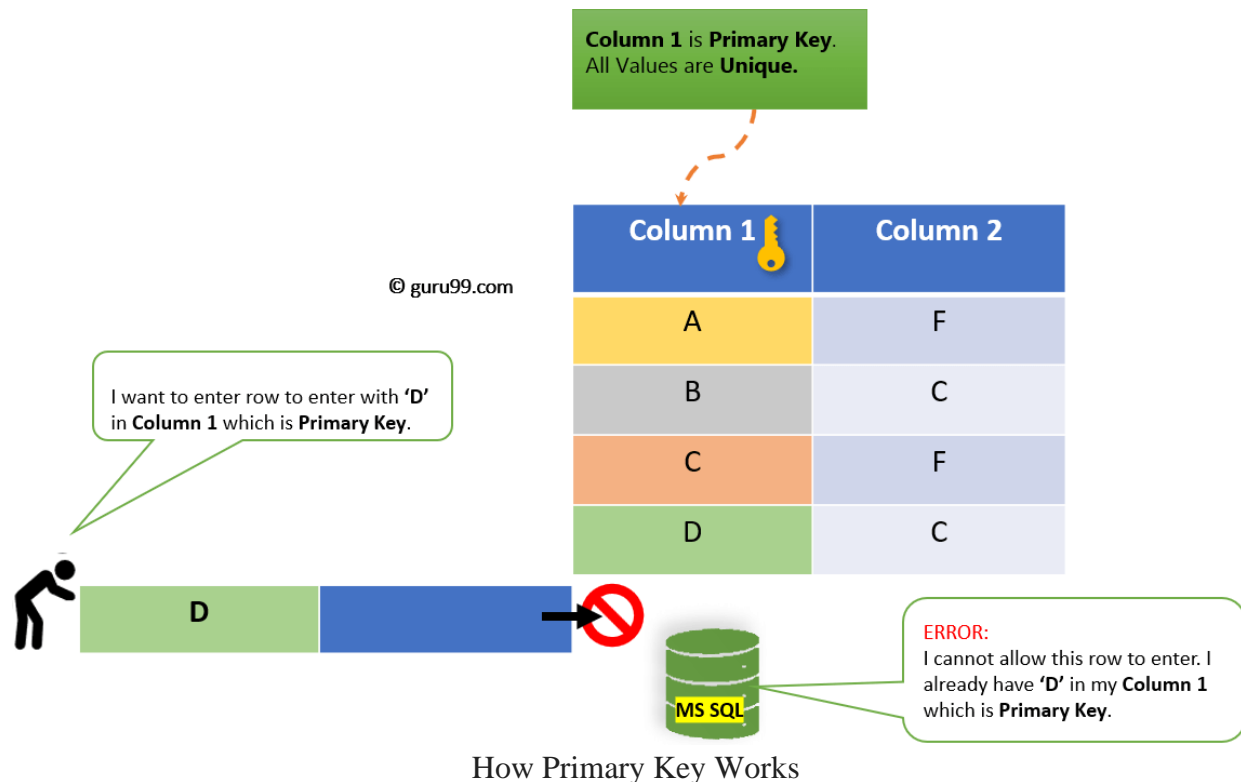 Column 1 is Primary Key.
All Values are Unique.
Column 1 Column 2
© guru99.com
A F
B C
C F
D C
I want to enter row to enter with ‘D’
in Column 1 which is Primary Key.
D
ERROR:
I cannot allow this row to enter. I
already have ‘D’ in my Column 1
which is Primary Key.
MS SQL
How Primary Key Works